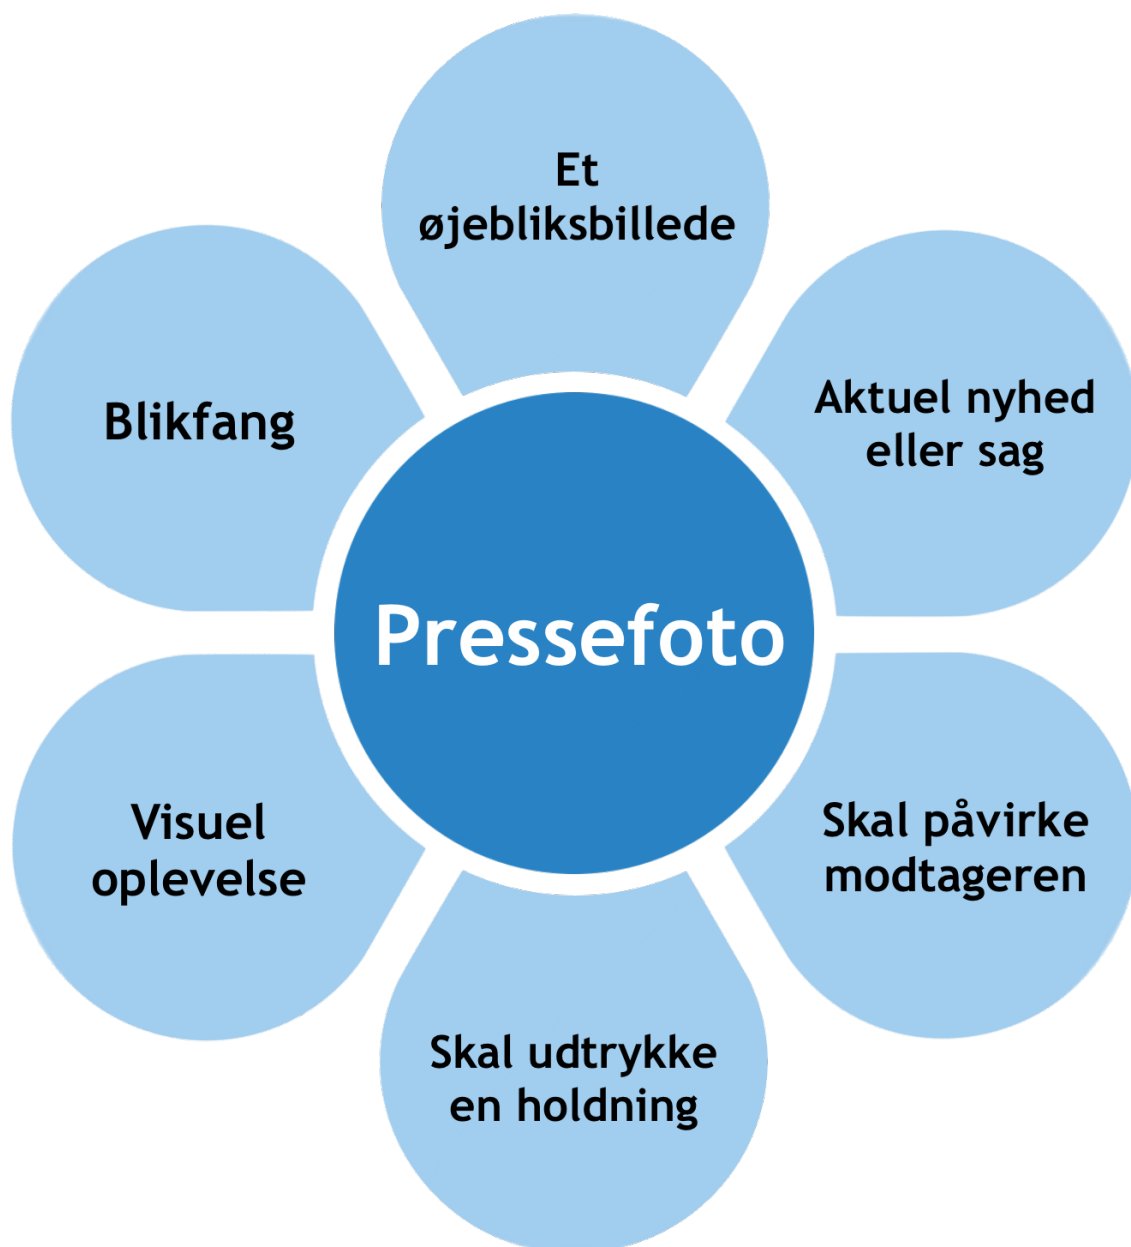 Et
øjebliksbillede
Aktuel nyhed
eller sag
Skal påvirke
modtageren
Skal udtrykke
en holdning
Visuel
oplevelse
Blikfang
Pressefoto